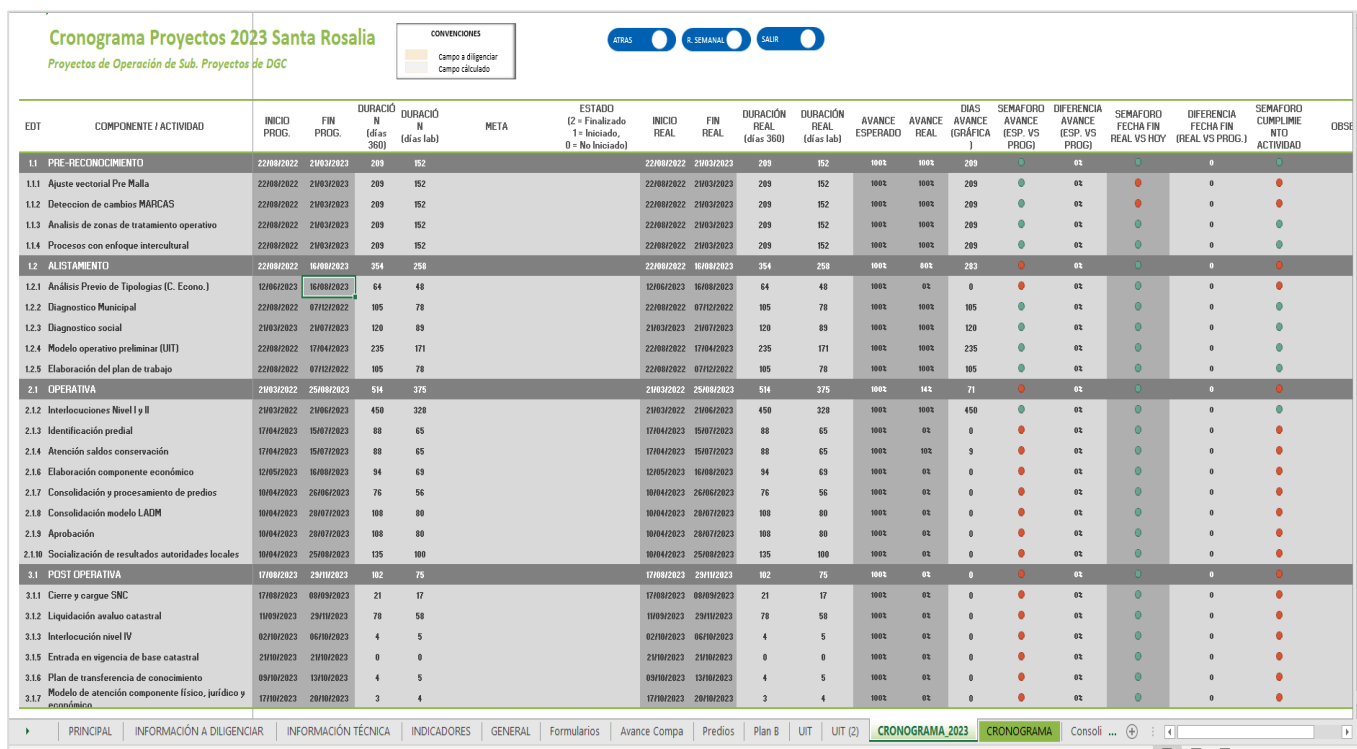 Cronograma Proyectos 2023 Santa Rosalia
Proyectos de Operación de Sub. Proyectos de DGC
CONVENCIONES
Campo a diligenciar
Campo cálculado
ATRAS R. SEMANAL SALIR
EDT COMPONENTE / ACTIVIDAD INICIO PROG. FIN PROG. DURACIÓN (días 360) DURACIÓN (días lab) META ESTADO (2 = Finalizado 1 = Iniciado, 0 = No Iniciado) INICIO REAL FIN REAL DURACIÓN REAL (días 360) DURACIÓN REAL (días lab) AVANCE ESPERADO AVANCE REAL DIAS AVANCE (GRÁFICA) SEMAFORO AVANCE (ESP. VS PROG) DIFERENCIA AVANCE (ESP. VS PROG) SEMAFORO FECHA FIN REAL VS HOY DIFERENCIA FECHA FIN (REAL VS PROG.) SEMAFORO CUMPLIMIENTO ACTIVIDAD OBSE
1.1 PRE-RECONOCIMIENTO 22/08/2022 21/03/2023 209 152 22/08/2022 21/03/2023 209 152 100% 100% 209 0% 0
1.1.1 Ajuste vectorial Pre Malla 22/08/2022 21/03/2023 209 152 22/08/2022 21/03/2023 209 152 100% 100% 209 0% 0
1.1.2 Deteccion de cambios MARCAS 22/08/2022 21/03/2023 209 152 22/08/2022 21/03/2023 209 152 100% 100% 209 0% 0
1.1.3 Analisis de zonas de tratamiento operativo 22/08/2022 21/03/2023 209 152 22/08/2022 21/03/2023 209 152 100% 100% 209 0% 0
1.1.4 Procesos con enfoque intercultural 22/08/2022 21/03/2023 209 152 22/08/2022 21/03/2023 209 152 100% 100% 209 0% 0
1.2 ALISTAMIENTO 22/08/2022 16/08/2023 354 258 22/08/2022 16/08/2023 354 258 100% 80% 283 0% 0
1.2.1 Análisis Previo de Tipologias (C. Econo.) 12/06/2023 16/08/2023 64 48 12/06/2023 16/08/2023 64 48 100% 0% 0 0% 0
1.2.2 Diagnostico Municipal 22/08/2022 07/12/2022 105 78 22/08/2022 07/12/2022 105 78 100% 100% 105 0% 0
1.2.3 Diagnostico social 21/03/2023 21/07/2023 120 89 21/03/2023 21/07/2023 120 89 100% 100% 120 0% 0
1.2.4 Modelo operativo preliminar (UIT) 22/08/2022 17/04/2023 235 171 22/08/2022 17/04/2023 235 171 100% 100% 235 0% 0
1.2.5 Elaboración del plan de trabajo 22/08/2022 07/12/2022 105 78 22/08/2022 07/12/2022 105 78 100% 100% 105 0% 0
2.1 OPERATIVA 21/03/2022 25/08/2023 514 375 21/03/2022 25/08/2023 514 375 100% 14% 71 0% 0
2.1.2 Interlocuciones Nivel I y II 21/03/2022 21/06/2023 450 328 21/03/2022 21/06/2023 450 328 100% 100% 450 0% 0
2.1.3 Identificación predial 17/04/2023 15/07/2023 88 65 17/04/2023 15/07/2023 88 65 100% 0% 0 0% 0
2.1.4 Atención saldos conservación 17/04/2023 15/07/2023 88 65 17/04/2023 15/07/2023 88 65 100% 10% 9 0% 0
2.1.6 Elaboración componente económico 12/05/2023 16/08/2023 94 69 12/05/2023 16/08/2023 94 69 100% 0% 0 0% 0
2.1.7 Consolidación y procesamiento de predios 10/04/2023 26/06/2023 76 56 10/04/2023 26/06/2023 76 56 100% 0% 0 0% 0
2.1.8 Consolidación modelo LADM 10/04/2023 28/07/2023 108 80 10/04/2023 28/07/2023 108 80 100% 0% 0 0% 0
2.1.9 Aprobación 10/04/2023 28/07/2023 108 80 10/04/2023 28/07/2023 108 80 100% 0% 0 0% 0
2.1.10 Socialización de resultados autoridades locales 10/04/2023 25/08/2023 135 100 10/04/2023 25/08/2023 135 100 100% 0% 0 0% 0
3.1 POST OPERATIVA 17/08/2023 29/11/2023 102 75 17/08/2023 29/11/2023 102 75 100% 0% 0 0% 0
3.1.1 Cierre y cargue SNC 17/08/2023 08/09/2023 21 17 17/08/2023 08/09/2023 21 17 100% 0% 0 0% 0
3.1.2 Liquidación avaluo catastral 11/09/2023 29/11/2023 78 58 11/09/2023 29/11/2023 78 58 100% 0% 0 0% 0
3.1.3 Interlocución nivel IV 02/10/2023 06/10/2023 4 5 02/10/2023 06/10/2023 4 5 100% 0% 0 0% 0
3.1.5 Entrada en vigencia de base catastral 21/10/2023 21/10/2023 0 0 21/10/2023 21/10/2023 0 0 100% 0% 0 0% 0
3.1.6 Plan de transferencia de conocimiento 09/10/2023 13/10/2023 4 5 09/10/2023 13/10/2023 4 5 100% 0% 0 0% 0
3.1.7 Modelo de atención componente físico, jurídico y económico 17/10/2023 20/10/2023 3 4 17/10/2023 20/10/2023 3 4 100% 0% 0 0% 0
PRINCIPAL INFORMACIÓN A DILIGENCIAR INFORMACIÓN TÉCNICA INDICADORES GENERAL Formularios Avance Compa Predios Plan B UIT UIT (2) CRONOGRAMA_2023 CRONOGRAMA Consoli ...